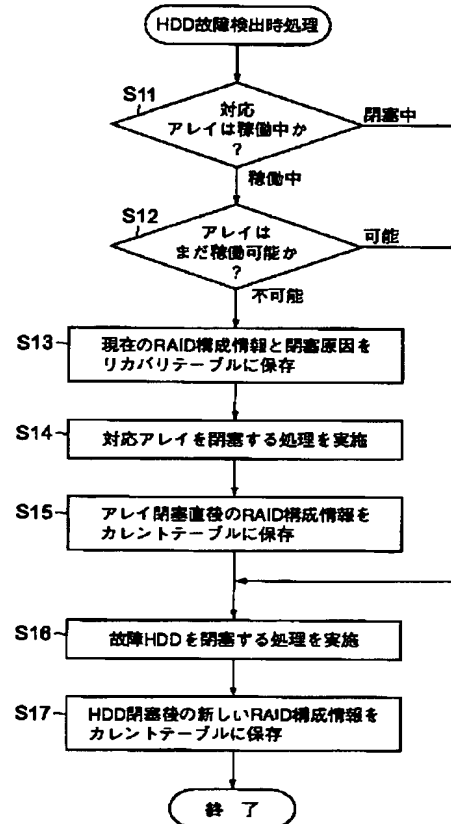 HDD故障検出時処理
S11
対応
アレイは稼働中か
?
閉塞中
稼働中
S12
アレイは
まだ稼働可能か
?
可能
不可能
S13
現在のRAID構成情報と閉塞原因を
リカバリテーブルに保存
S14
対応アレイを閉塞する処理を実施
S15
アレイ閉塞直後のRAID構成情報を
カレントテーブルに保存
S16
故障HDDを閉塞する処理を実施
S17
HDD閉塞後の新しいRAID構成情報を
カレントテーブルに保存
終 了